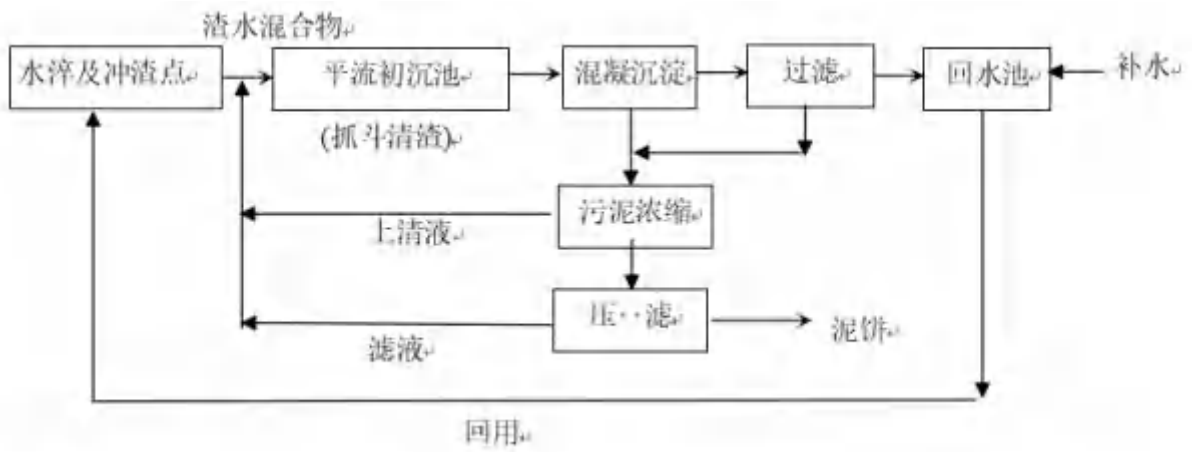 渣水混合物
水淬及冲渣点
平流初沉池
混凝沉淀
过滤
回水池
补水
(抓斗清渣)
污泥浓缩
上清液
压··滤
泥饼
滤液
回用